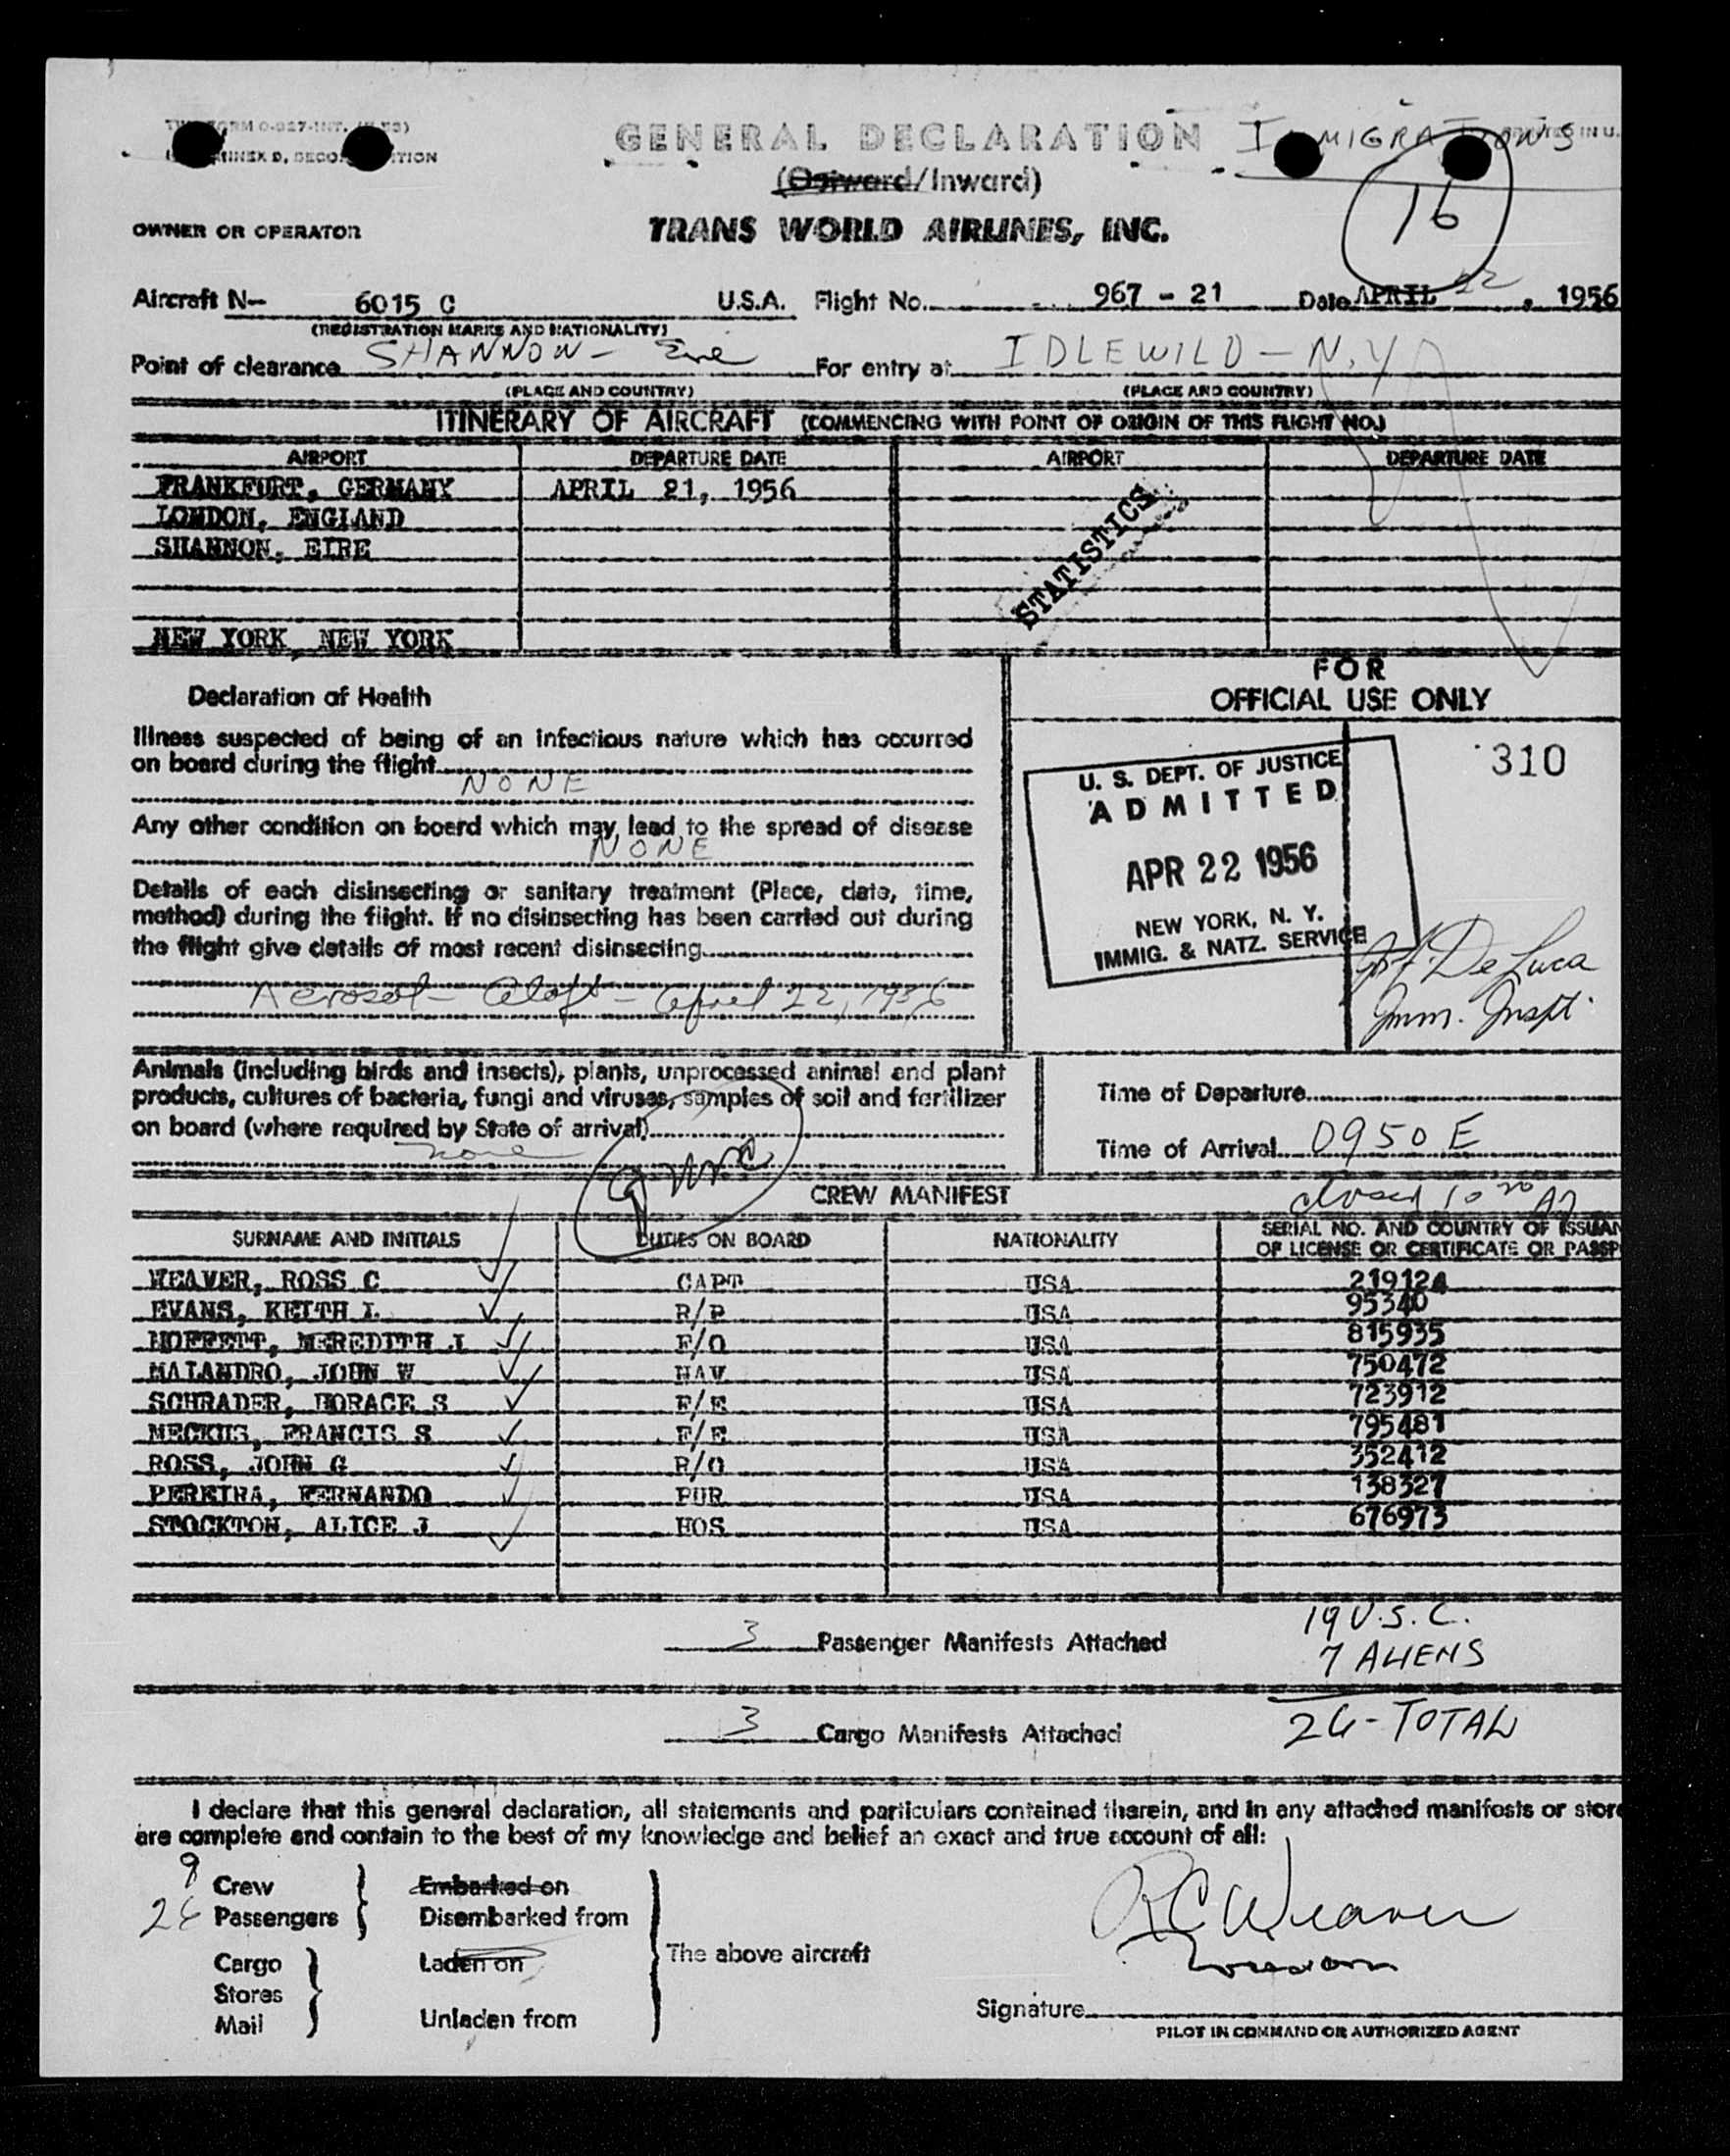 GENERAL DECLARATION
(Outward/Inward)
16
OWNER OR OPERATOR
TRANS WORLD AIRLINES, INC.
Aircraft N- 6015 C U.S.A. Flight No. 967 - 21 Date APRIL 22, 1956
(REGISTRATION MARKS AND NATIONALITY)
Point of clearance SHANNON - Eire For entry at IDLEWILD - N.Y
(PLACE AND COUNTRY) (PLACE AND COUNTRY)
ITINERARY OF AIRCRAFT (COMMENCING WITH POINT OF ORIGIN OF THIS FLIGHT NO.)
AIRPORT DEPARTURE DATE AIRPORT DEPARTURE DATE
FRANKFURT, GERMANY APRIL 21, 1956
LONDON, ENGLAND
SHANNON, EIRE
STATISTICS
NEW YORK, NEW YORK
FOR
OFFICIAL USE ONLY
Declaration of Health
Illness suspected of being of an infectious nature which has occurred
on board during the flight
NONE
Any other condition on board which may lead to the spread of disease
NONE
Details of each disinsecting or sanitary treatment (Place, date, time,
method) during the flight. If no disinsecting has been carried out during
the flight give details of most recent disinsecting
Aerosol - Aloft - April 22, 1956
310
U. S. DEPT. OF JUSTICE
ADMITTED
APR 22 1956
NEW YORK, N. Y.
IMMIG. & NATZ. SERVICE
De Luca
Imm. Inspt.
Animals (including birds and insects), plants, unprocessed animal and plant
products, cultures of bacteria, fungi and viruses, samples of soil and fertilizer
on board (where required by State of arrival)
none
Time of Departure
Time of Arrival 0950 E
closed 10 20
CREW MANIFEST
SURNAME AND INITIALS DUTIES ON BOARD NATIONALITY SERIAL NO. AND COUNTRY OF ISSUAN
OF LICENSE OR CERTIFICATE OR PASSP
WEAVER, ROSS C CAPT USA 219124
EVANS, KEITH L R/P USA 95340
MOFFETT, MEREDITH J F/O USA 815935
MALANDRO, JOHN W NAV USA 750472
SCHRADER, HORACE S F/E USA 723912
MECKUS, FRANCIS S F/E USA 795481
ROSS, JOHN G R/O USA 352412
PEREIRA, FERNANDO PUR USA 138327
STOCKTON, ALICE J HOS USA 676973
3 Passenger Manifests Attached
19 U.S.C.
7 ALIENS
26 - TOTAL
3 Cargo Manifests Attached
I declare that this general declaration, all statements and particulars contained therein, and in any attached manifests or store
are complete and contain to the best of my knowledge and belief an exact and true account of all:
9 Crew Embarked on
26 Passengers Disembarked from
Cargo Laden on
The above aircraft
Stores
Mail Unladen from
RC Weaver
Signature
PILOT IN COMMAND OR AUTHORIZED AGENT